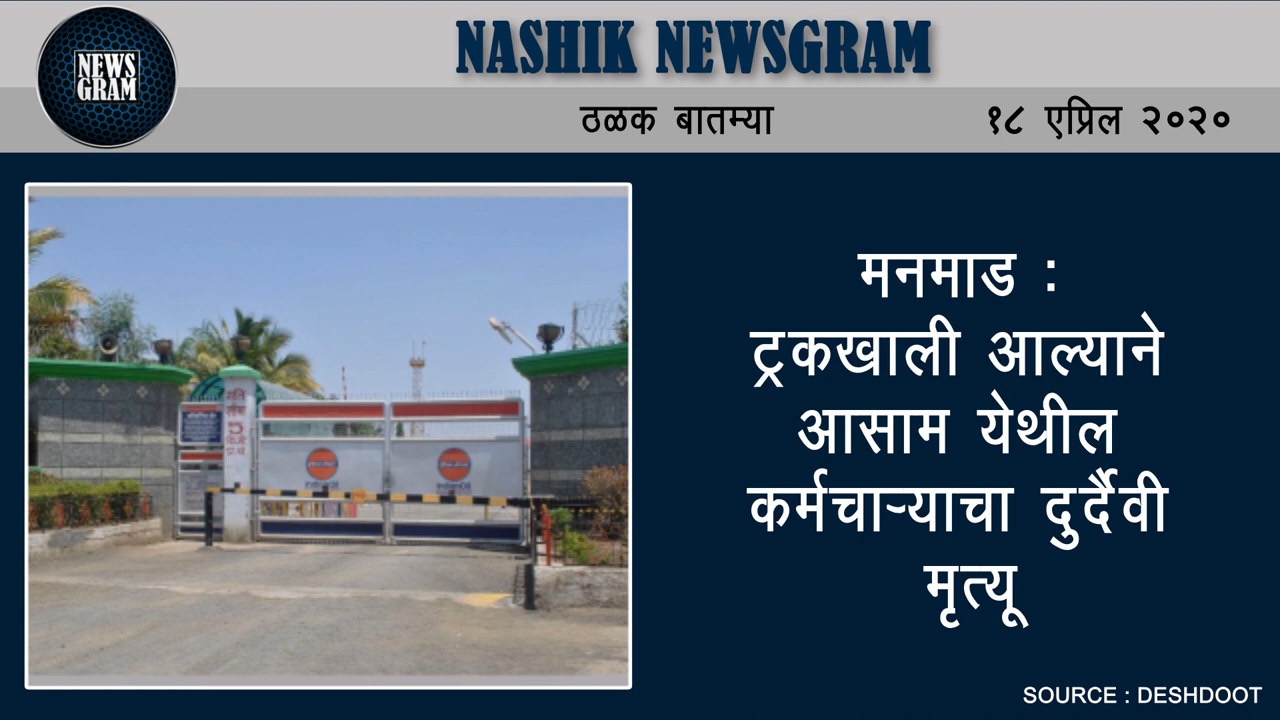 NEWS
GRAM
NASHIK NEWSGRAM
ठळक बातम्या
१८ एप्रिल २०२०
मनमाड :
ट्रकखाली आल्याने
आसाम येथील
कर्मचाऱ्याचा दुर्दैवी
मृत्यू
SOURCE : DESHDOOT